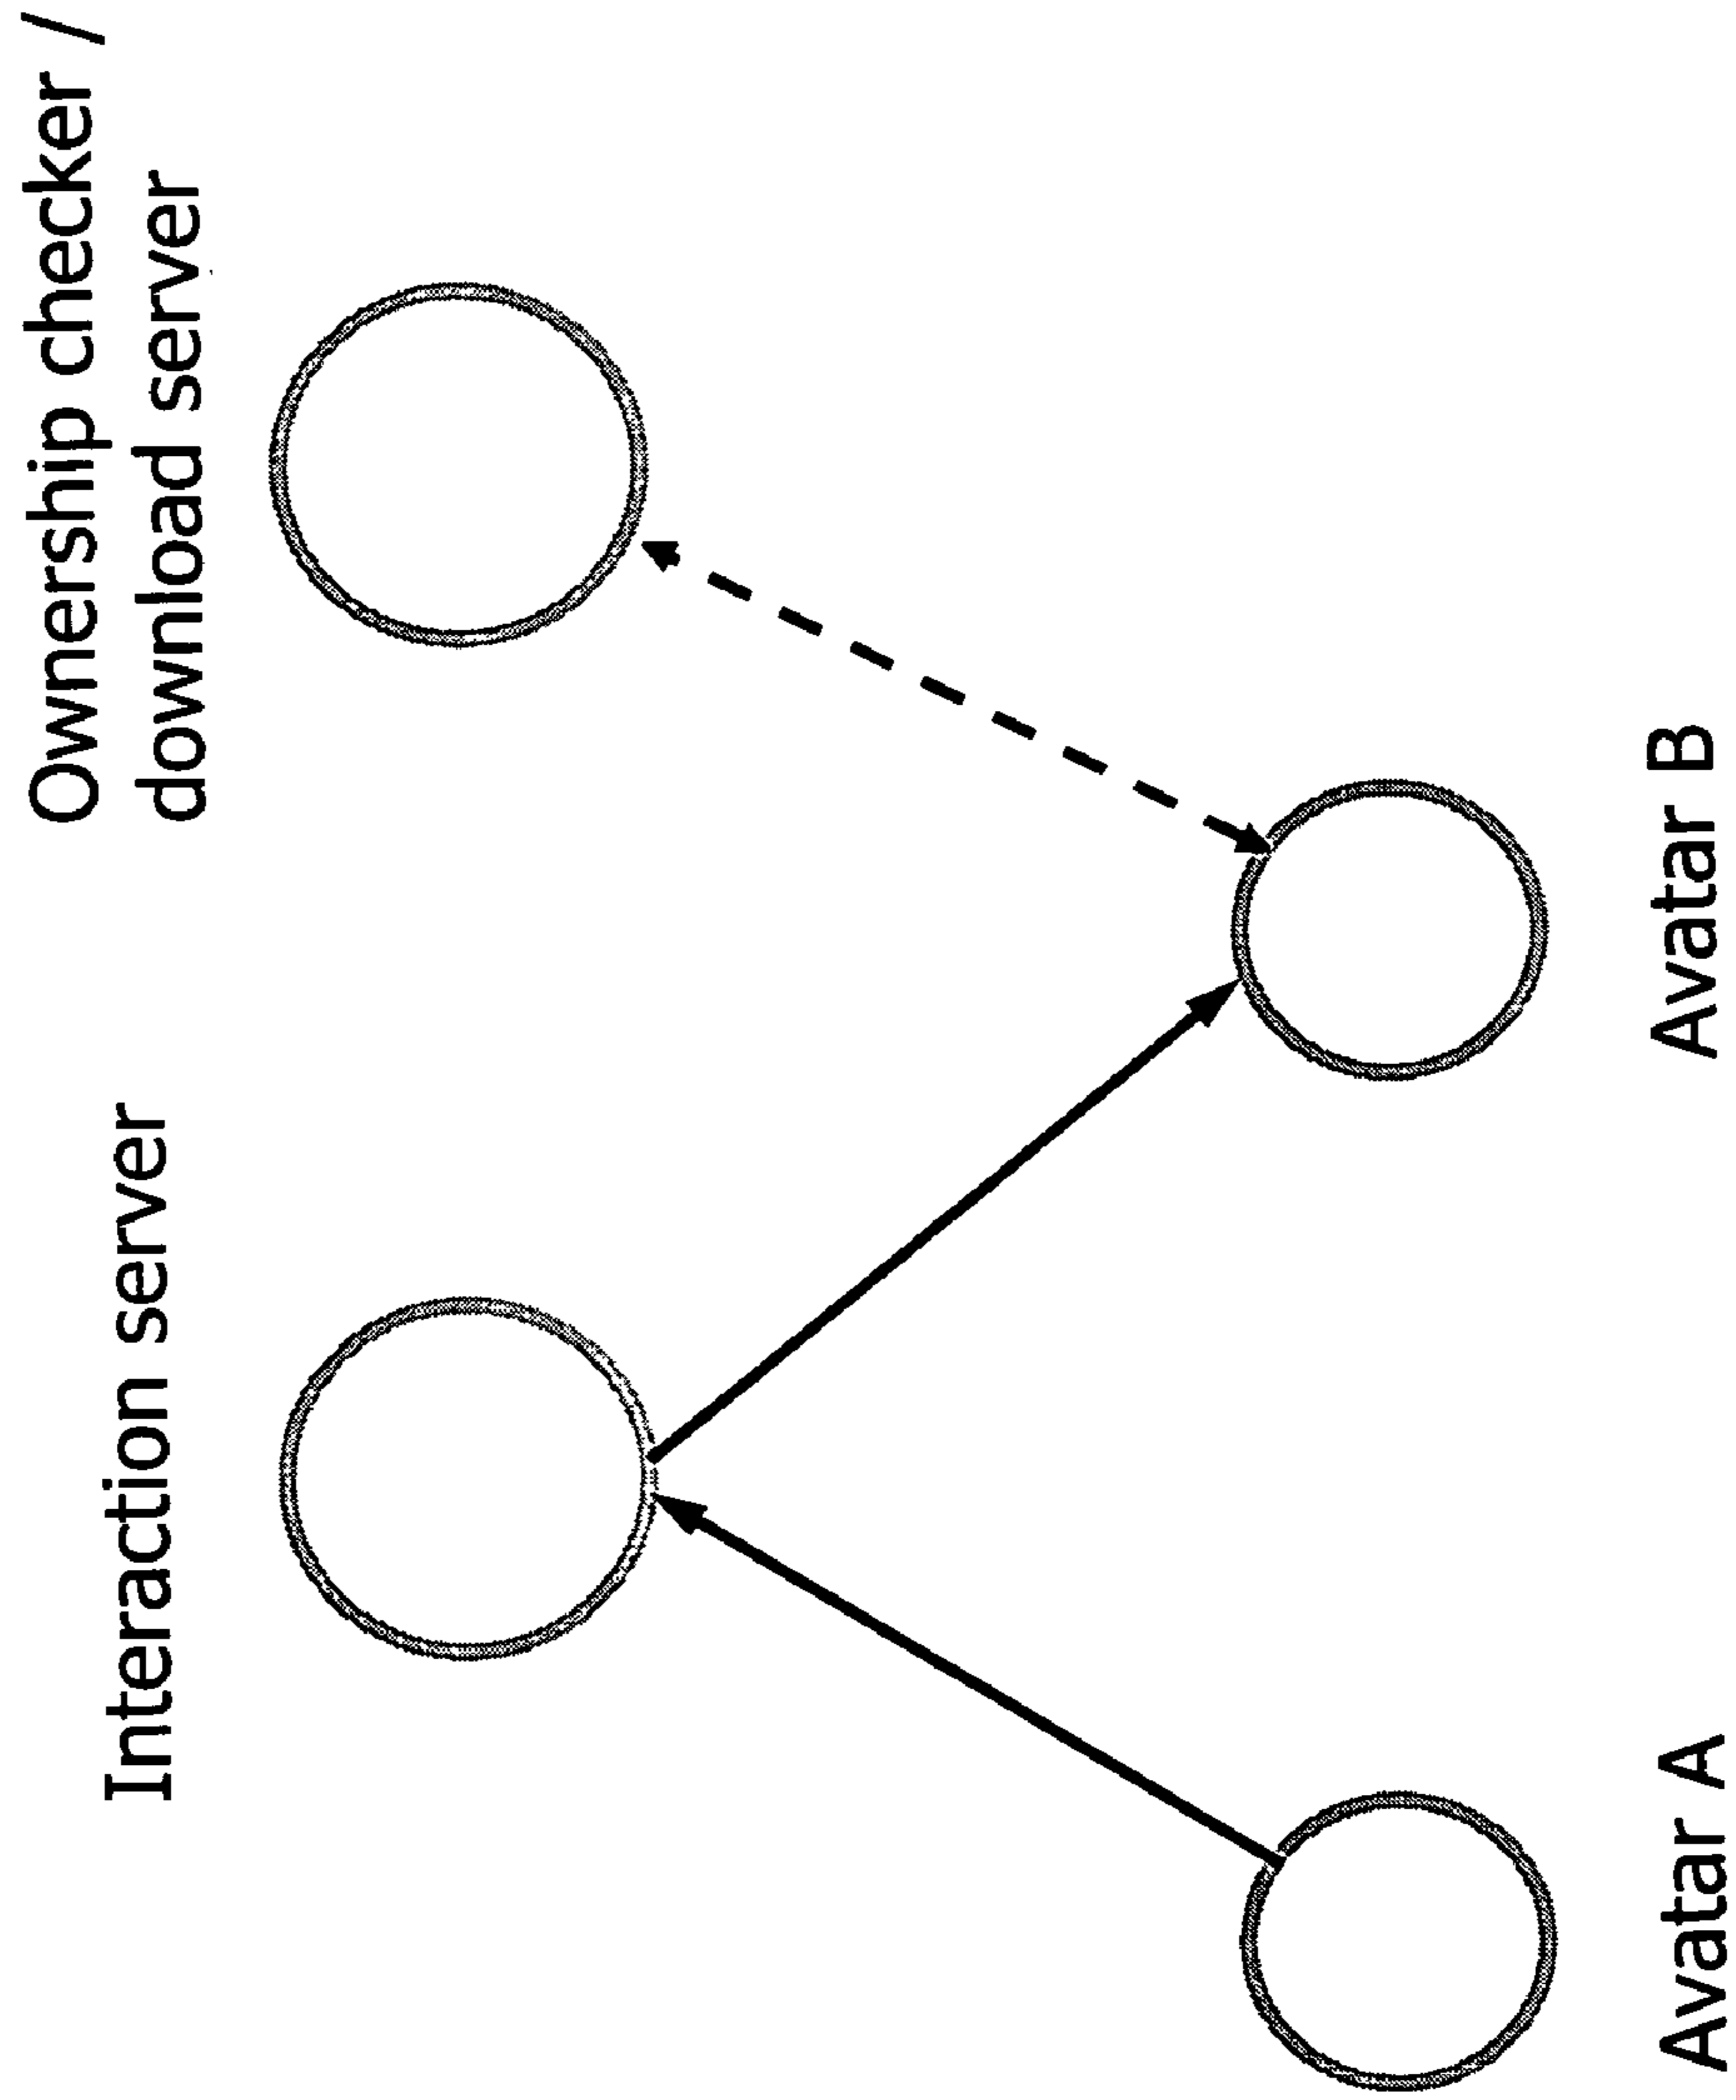 Interaction server
Ownership checker /
download server
Avatar A
Avatar B